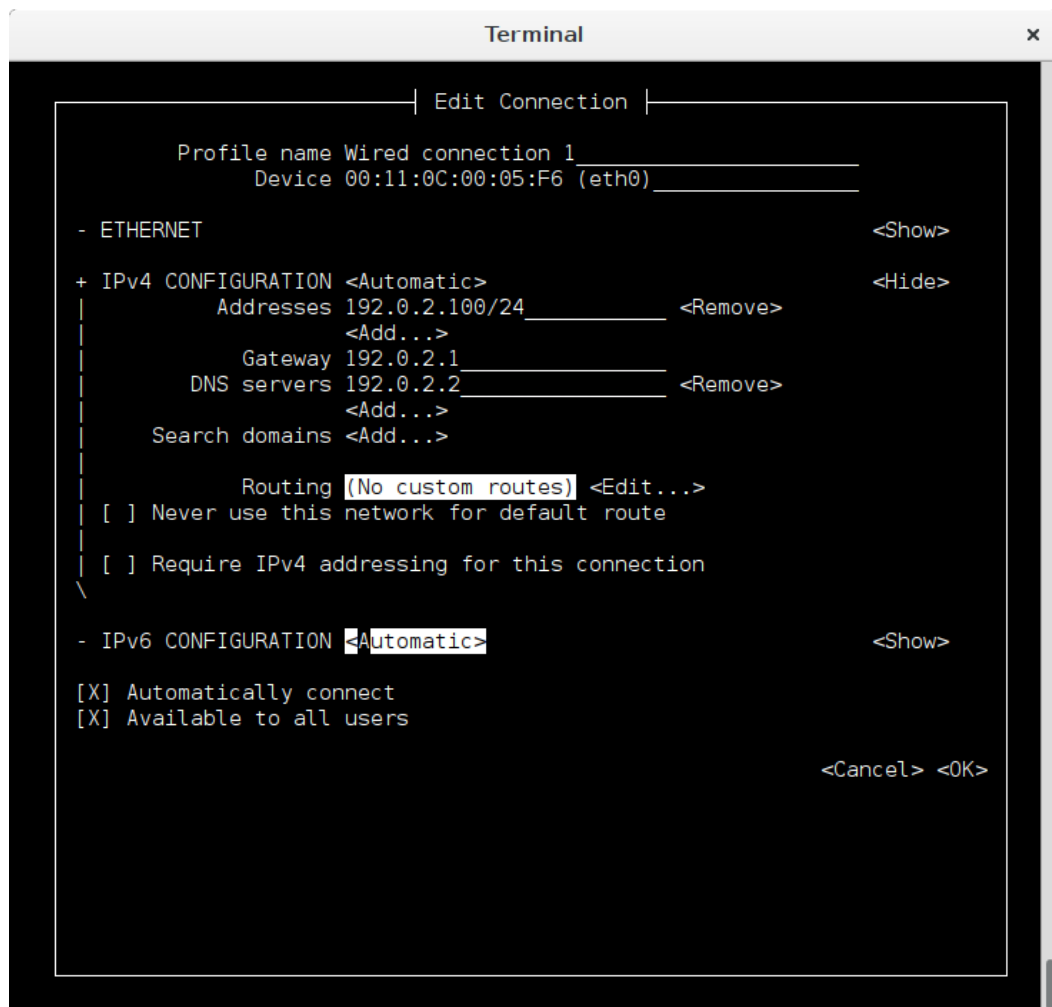 Terminal ×
Edit Connection
Profile name Wired connection 1
Device 00:11:0C:00:05:F6 (eth0)
- ETHERNET <Show>
+ IPv4 CONFIGURATION <Automatic> <Hide>
| Addresses 192.0.2.100/24 <Remove>
| <Add...>
| Gateway 192.0.2.1
| DNS servers 192.0.2.2 <Remove>
| <Add...>
| Search domains <Add...>
|
| Routing (No custom routes) <Edit...>
| [ ] Never use this network for default route
|
| [ ] Require IPv4 addressing for this connection
\
- IPv6 CONFIGURATION <Automatic> <Show>
[X] Automatically connect
[X] Available to all users
<Cancel> <OK>